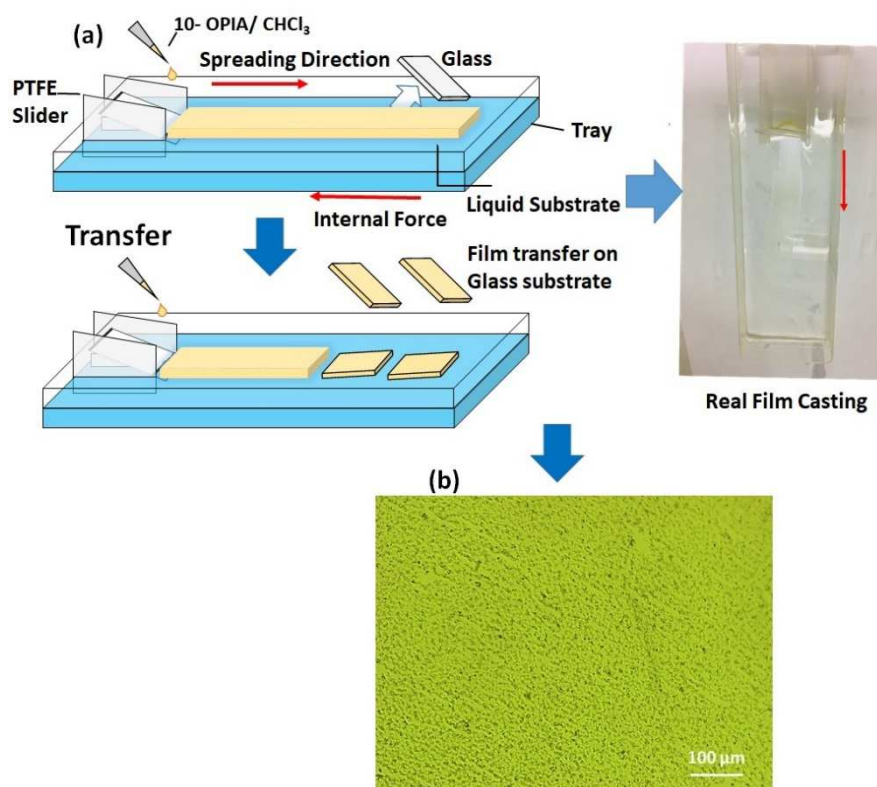 (a)
10- OPIA/ CHCl₃
Spreading Direction
Glass
PTFE
Slider
Tray
Liquid Substrate
Internal Force
Transfer
Film transfer on
Glass substrate
Real Film Casting
(b)
100 µm